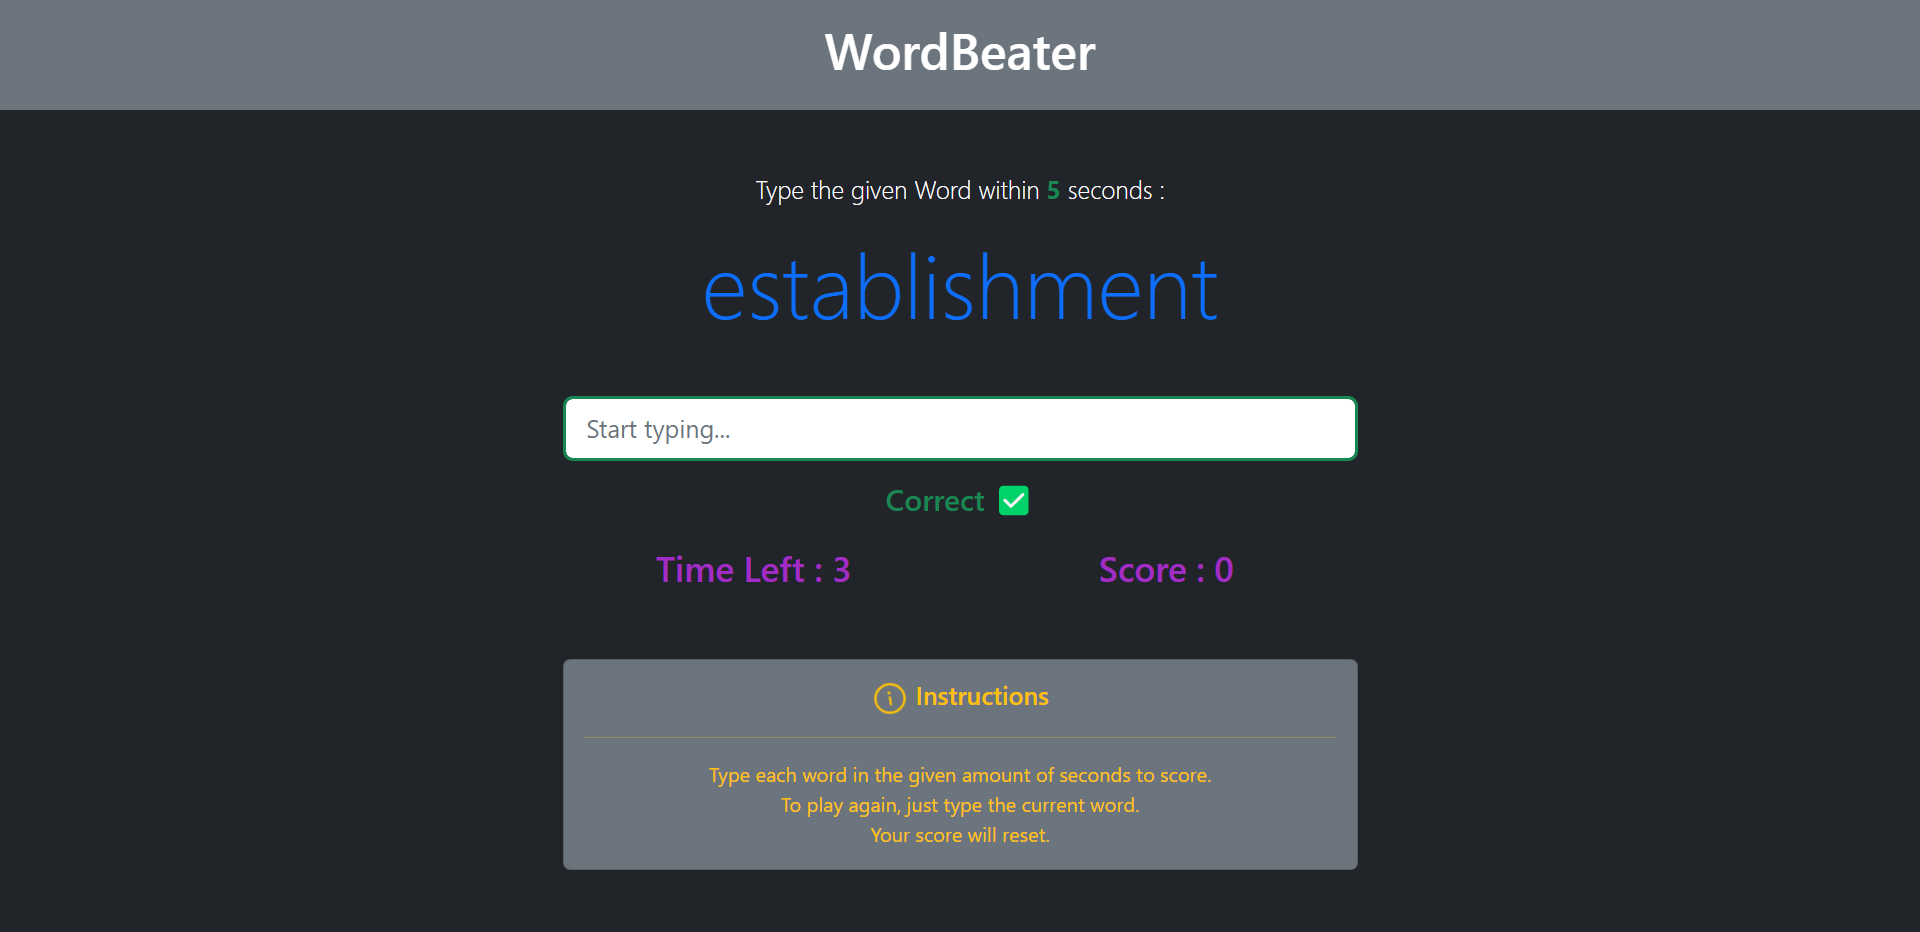 WordBeater
Type the given Word within 5 seconds :
establishment
Start typing...
Correct ✅
Time Left : 3
Score : 0
Instructions
Type each word in the given amount of seconds to score.
To play again, just type the current word.
Your score will reset.